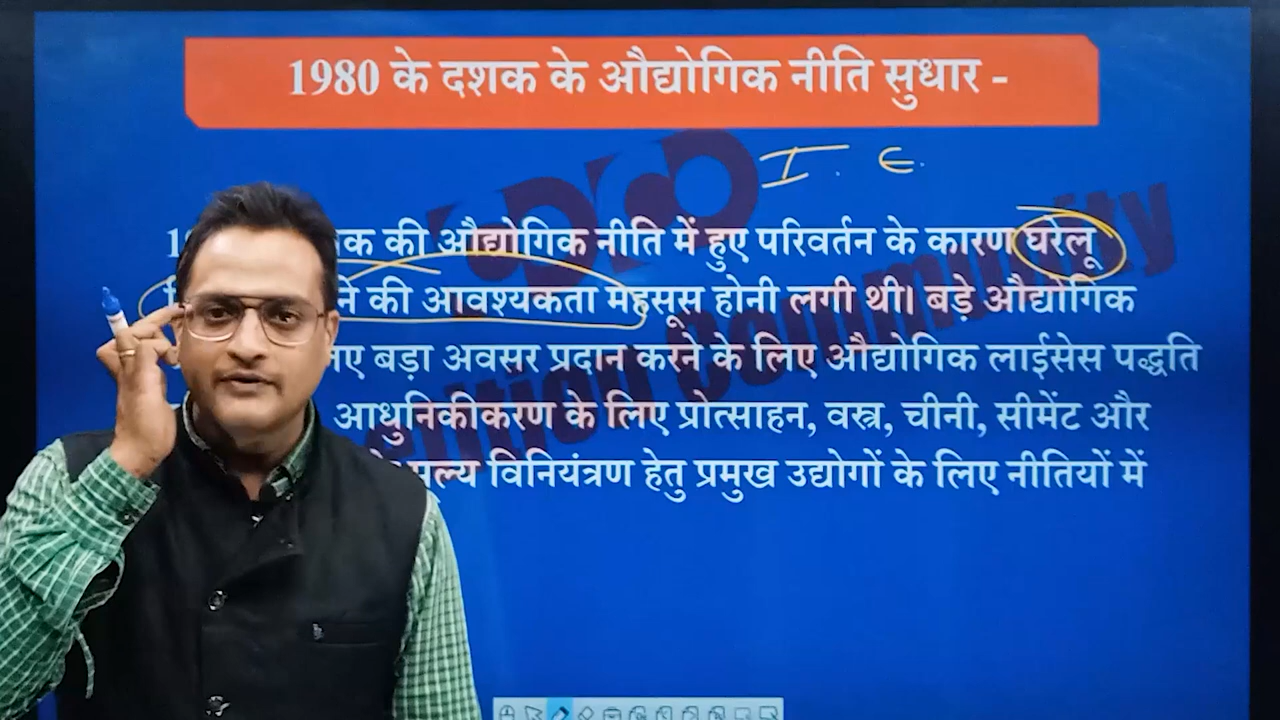 1980 के दशक के औद्योगिक नीति सुधार -
I. E.
की औद्योगिक नीति में हुए परिवर्तन के कारण घरेलू
की आवश्यकता महसूस होनी लगी थी। बड़े औद्योगिक
बड़ा अवसर प्रदान करने के लिए औद्योगिक लाईसेस पद्धति
आधुनिकीकरण के लिए प्रोत्साहन, वस्त्र, चीनी, सीमेंट और
मूल्य विनियंत्रण हेतु प्रमुख उद्योगों के लिए नीतियों में
Community